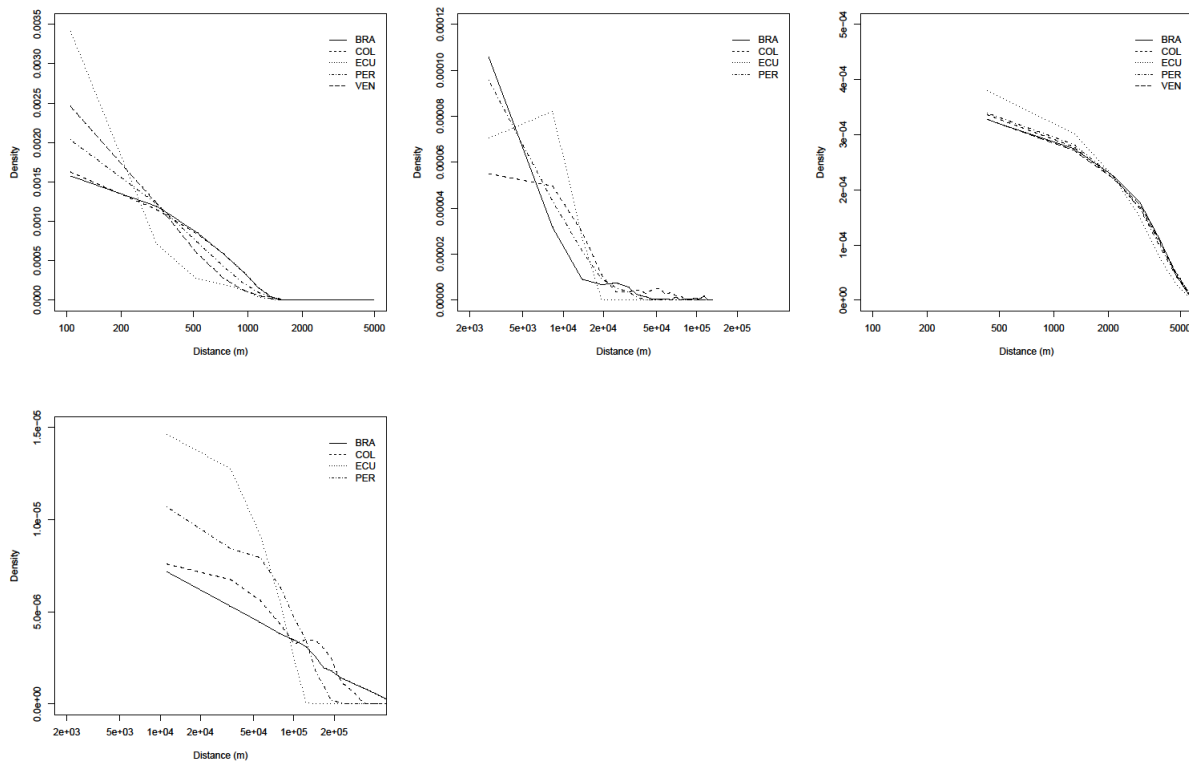 0.0035
0.0030
0.0025
0.0020
0.0015
0.0010
0.0005
0.0000
Density
BRA
COL
ECU
PER
VEN
100 200 500 1000 2000 5000
Distance (m)
0.00012
0.00010
0.00008
0.00006
0.00004
0.00002
0.00000
Density
BRA
COL
ECU
PER
2e+03 5e+03 1e+04 2e+04 5e+04 1e+05 2e+05
Distance (m)
5e-04
4e-04
3e-04
2e-04
1e-04
0e+00
Density
BRA
COL
ECU
PER
VEN
100 200 500 1000 2000 5000
Distance (m)
1.5e-05
1.0e-05
5.0e-06
0.0e+00
Density
BRA
COL
ECU
PER
2e+03 5e+03 1e+04 2e+04 5e+04 1e+05 2e+05
Distance (m)